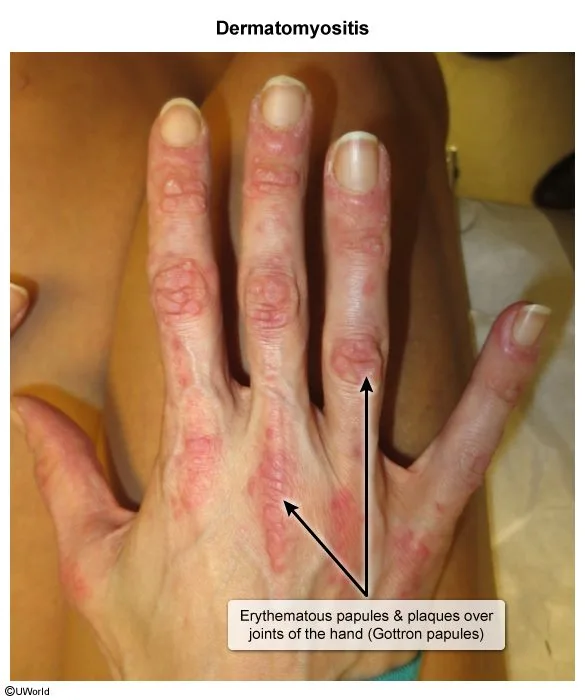 Dermatomyositis
Erythematous papules & plaques over
joints of the hand (Gottron papules)
©UWorld